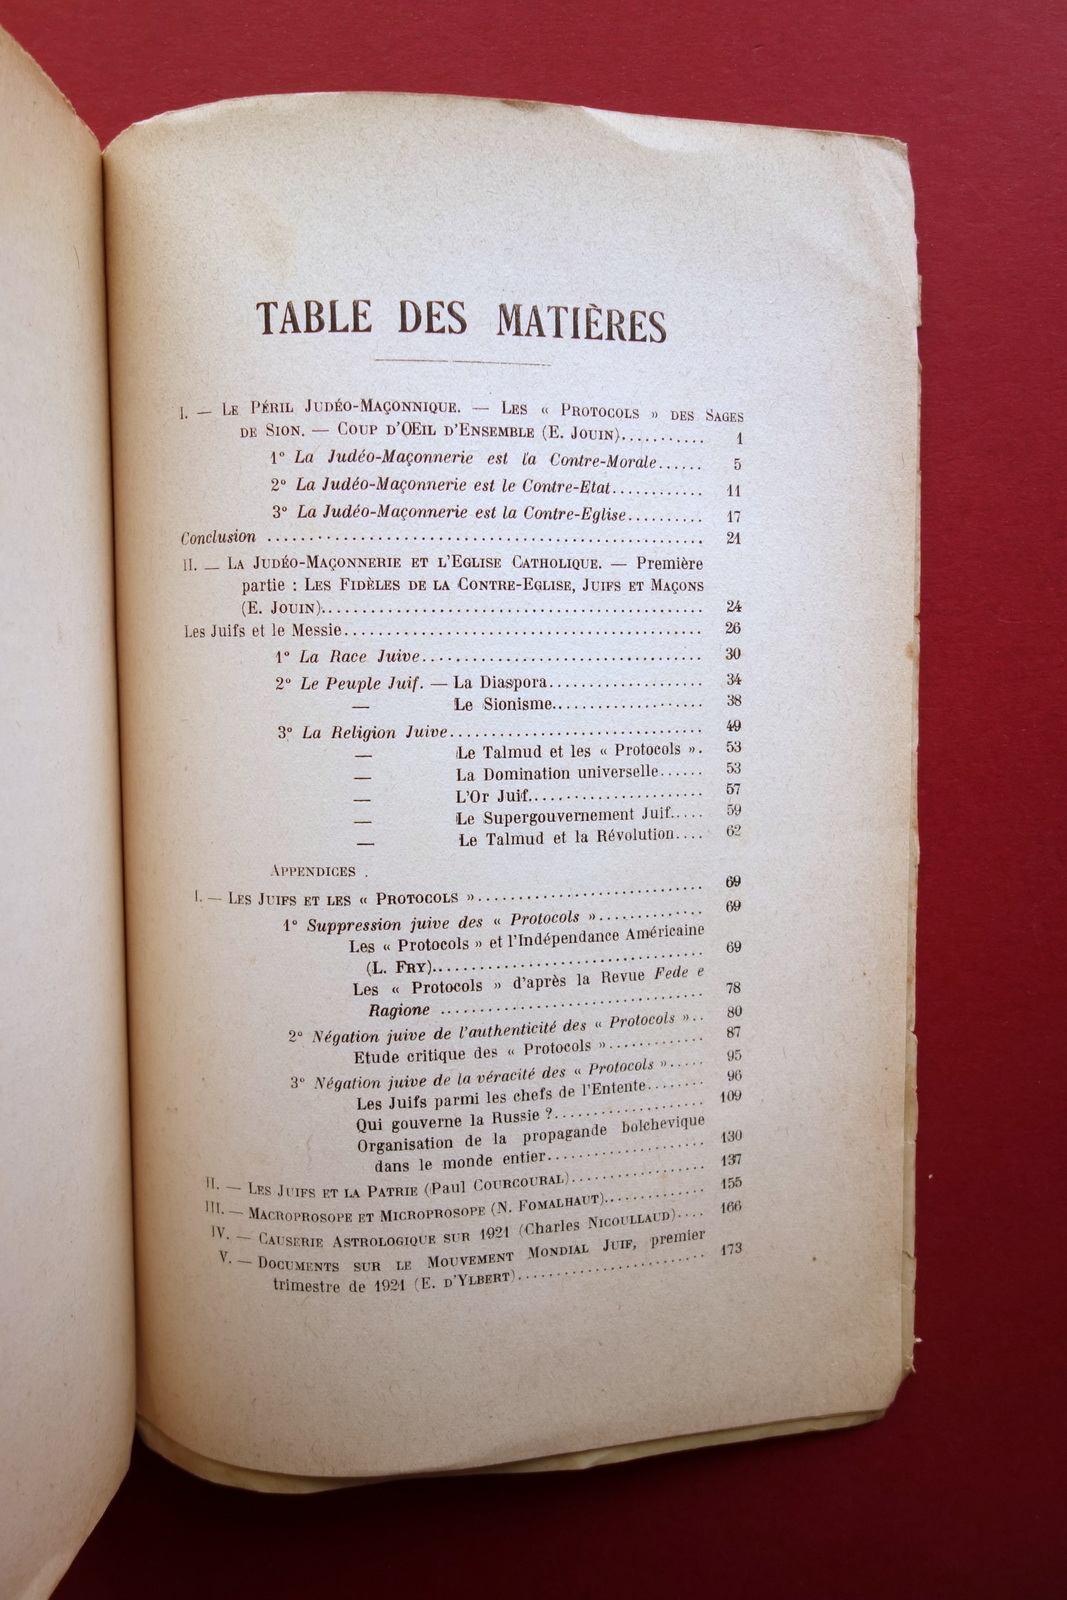 TABLE DES MATIÈRES
I. — Le Péril Judéo-Maçonnique. — Les « Protocols » des Sages
de Sion. — Coup d'Œil d'Ensemble (E. Jouin)........... 1
1° La Judéo-Maçonnerie est la Contre-Morale...... 5
2° La Judéo-Maçonnerie est le Contre-Etat............ 11
3° La Judéo-Maçonnerie est la Contre-Eglise.......... 17
Conclusion .................................................... 21
II. — La Judéo-Maçonnerie et l'Eglise Catholique. — Première
partie : Les Fidèles de la Contre-Eglise, Juifs et Maçons
(E. Jouin).................................................. 24
Les Juifs et le Messie............................................... 26
1° La Race Juive..................................... 30
2° Le Peuple Juif. — La Diaspora.................... 34
— Le Sionisme.................... 38
3° La Religion Juive.................................. 49
— Le Talmud et les « Protocols ». 53
— La Domination universelle...... 53
— L'Or Juif....................... 57
— Le Supergouvernement Juif..... 59
— Le Talmud et la Révolution.... 62
Appendices .
I. — Les Juifs et les « Protocols »............................... 69
1° Suppression juive des « Protocols ».............. 69
Les « Protocols » et l'Indépendance Américaine
(L. Fry).................................... 69
Les « Protocols » d'après la Revue Fede e
Ragione ................................... 78
2° Négation juive de l'authenticité des « Protocols ».. 80
Etude critique des « Protocols »............. 87
3° Négation juive de la véracité des « Protocols »..... 95
Les Juifs parmi les chefs de l'Entente........ 96
Qui gouverne la Russie ?.................... 109
Organisation de la propagande bolchevique
dans le monde entier..................... 130
II. — Les Juifs et la Patrie (Paul Courcoural)................. 137
III. — Macroprosope et Microprosope (N. Fomalhaut)............. 155
IV. — Causerie Astrologique sur 1921 (Charles Nicoullaud).... 166
V. — Documents sur le Mouvement Mondial Juif, premier
trimestre de 1921 (E. d'Ylbert)......................... 173